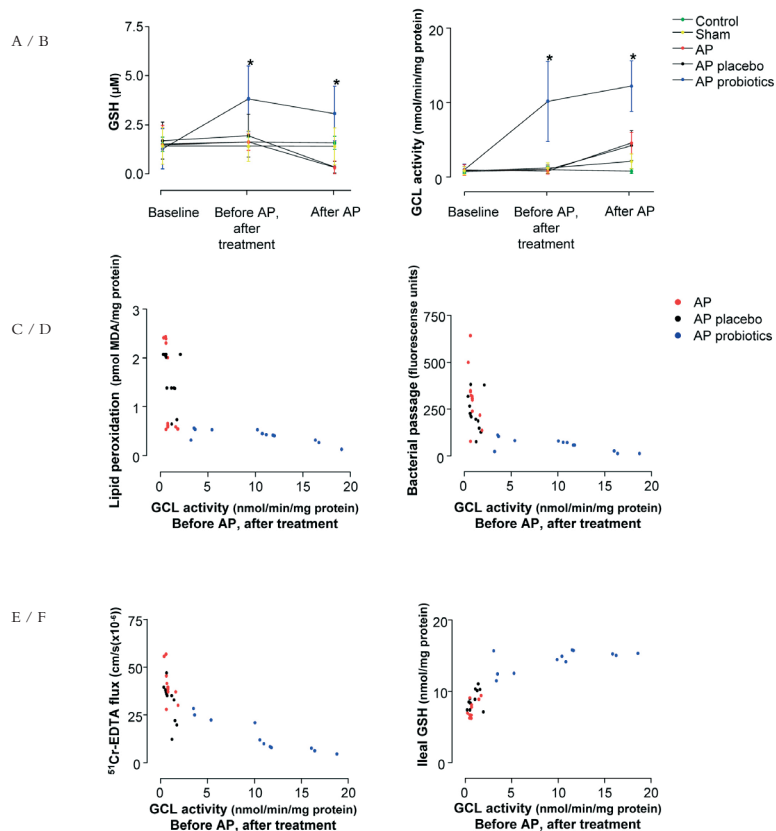 A / B
GSH (µM)
7.5
5.0
2.5
0.0
Baseline
Before AP,
after
treatment
After AP
*
*
GCL activity (nmol/min/mg protein)
20
10
0
Baseline
Before AP,
after
treatment
After AP
*
*
Control
Sham
AP
AP placebo
AP probiotics
C / D
Lipid peroxidation (pmol MDA/mg protein)
3
2
1
0
0 5 10 15 20
GCL activity (nmol/min/mg protein)
Before AP, after treatment
Bacterial passage (fluorescense units)
750
500
250
0
0 5 10 15 20
GCL activity (nmol/min/mg protein)
Before AP, after treatment
AP
AP placebo
AP probiotics
E / F
⁵¹Cr-EDTA flux (cm/s(x10⁻⁶)
75
50
25
0
0 5 10 15 20
GCL activity (nmol/min/mg protein)
Before AP, after treatment
Ileal GSH (nmol/mg protein)
20
10
0
0 5 10 15 20
GCL activity (nmol/min/mg protein)
Before AP, after treatment